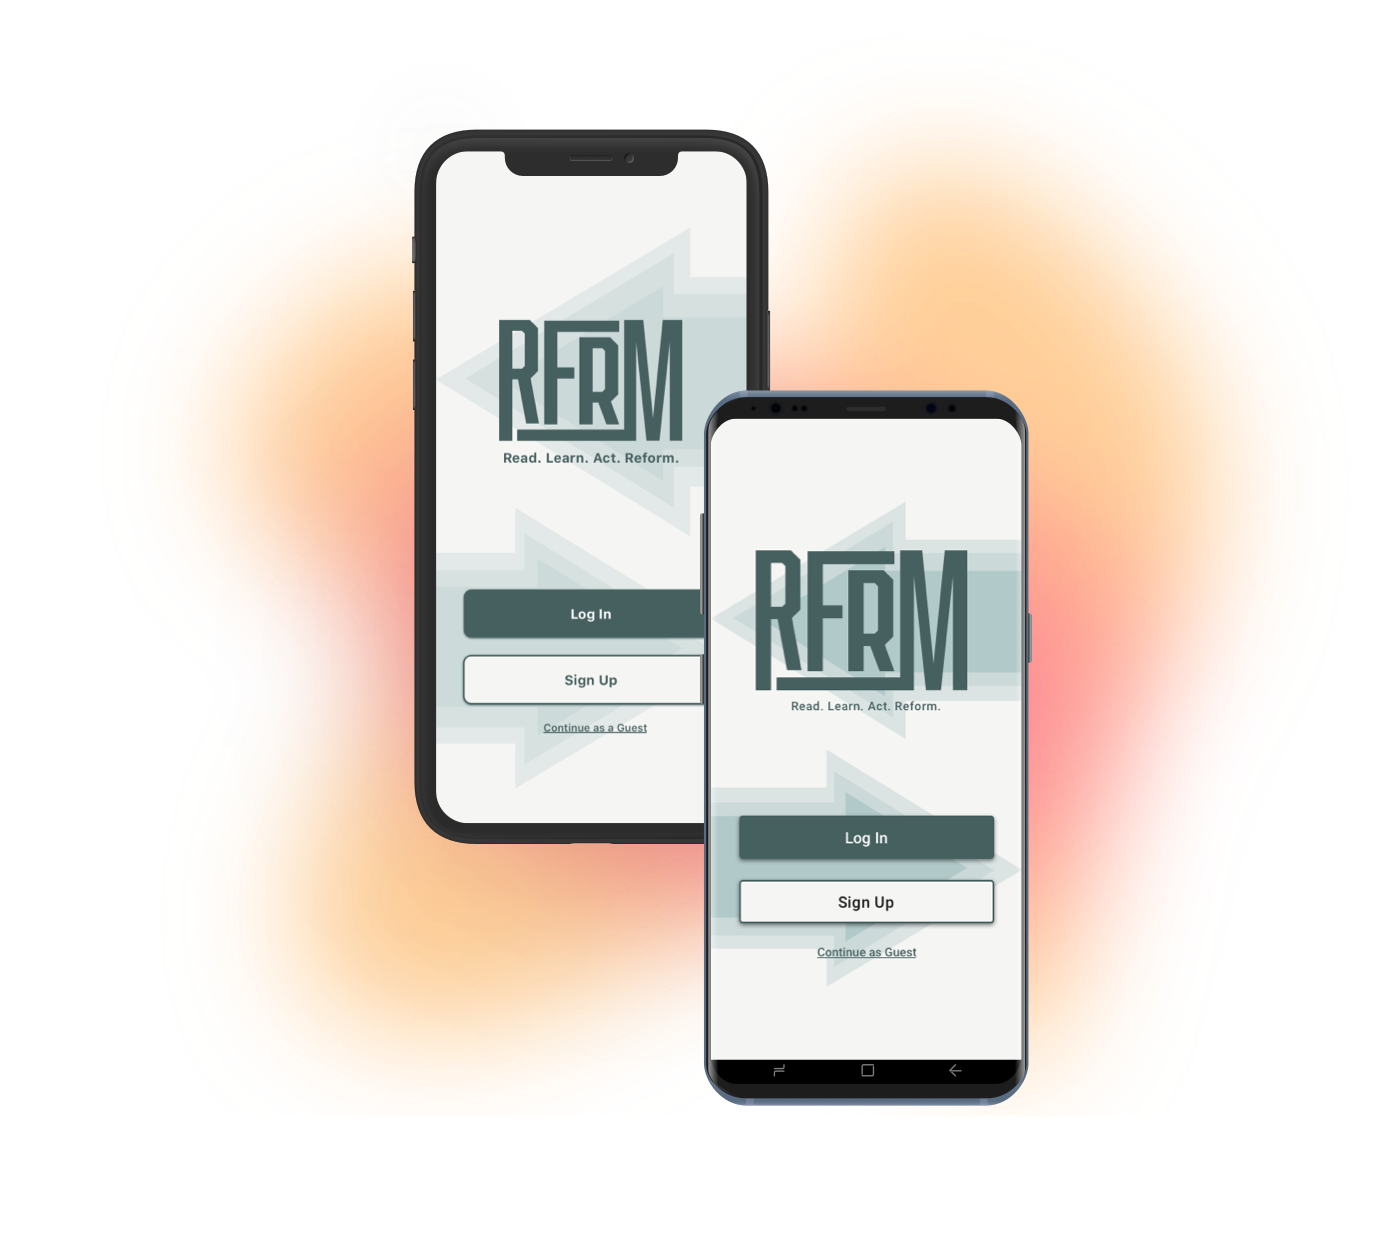 RFRM
Read. Learn. Act. Reform.
Log In
Sign Up
Continue as a Guest
RFRM
Read. Learn. Act. Reform.
Log In
Sign Up
Continue as Guest